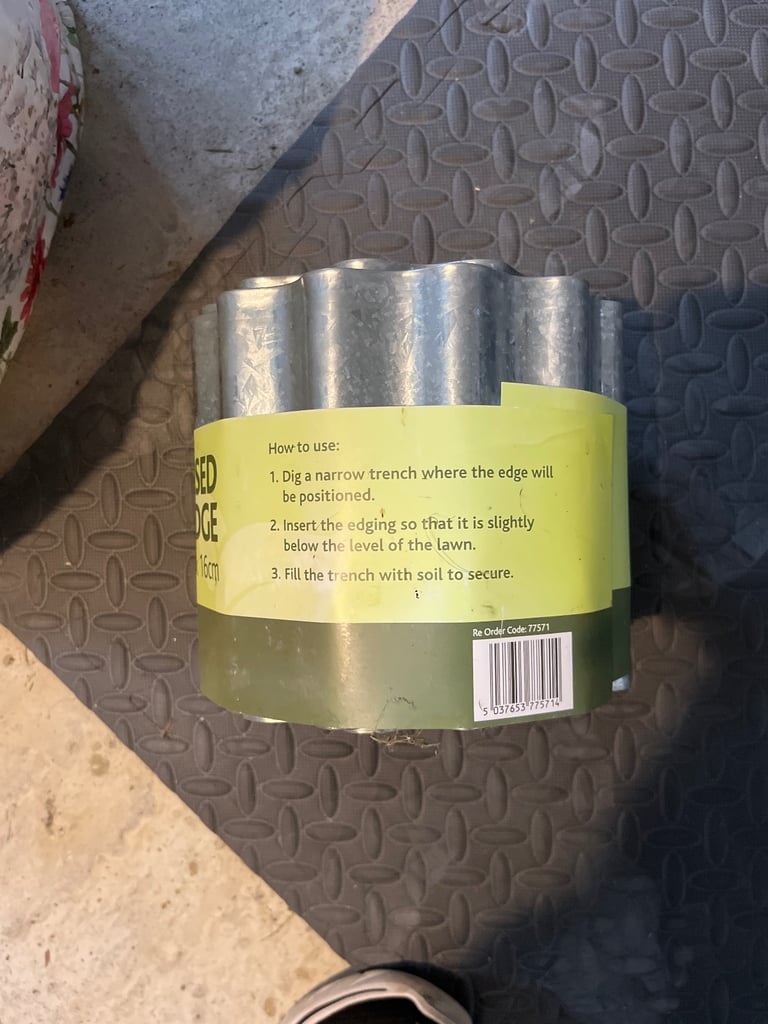 How to use:
1. Dig a narrow trench where the edge will
be positioned.
2. Insert the edging so that it is slightly
below the level of the lawn.
3. Fill the trench with soil to secure.
SED
DGE
16cm
Re Order Code: 77571
5 037653 775714